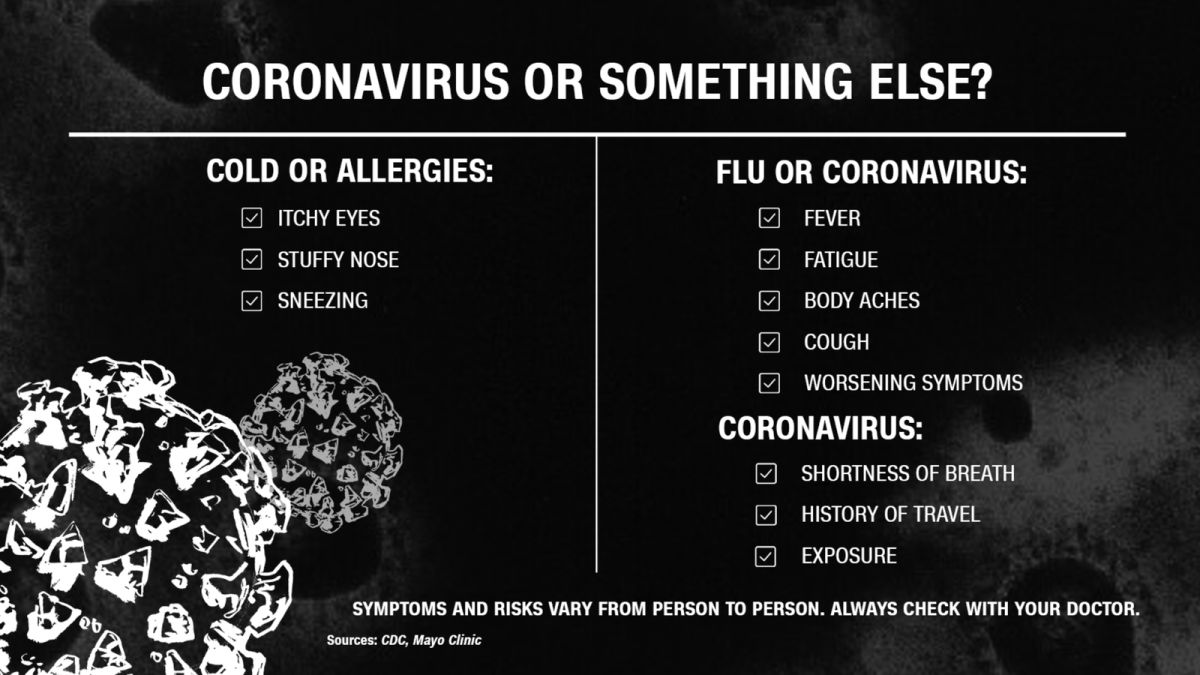 CORONAVIRUS OR SOMETHING ELSE?
COLD OR ALLERGIES:
ITCHY EYES
STUFFY NOSE
SNEEZING
FLU OR CORONAVIRUS:
FEVER
FATIGUE
BODY ACHES
COUGH
WORSENING SYMPTOMS
CORONAVIRUS:
SHORTNESS OF BREATH
HISTORY OF TRAVEL
EXPOSURE
SYMPTOMS AND RISKS VARY FROM PERSON TO PERSON. ALWAYS CHECK WITH YOUR DOCTOR.
Sources: CDC, Mayo Clinic